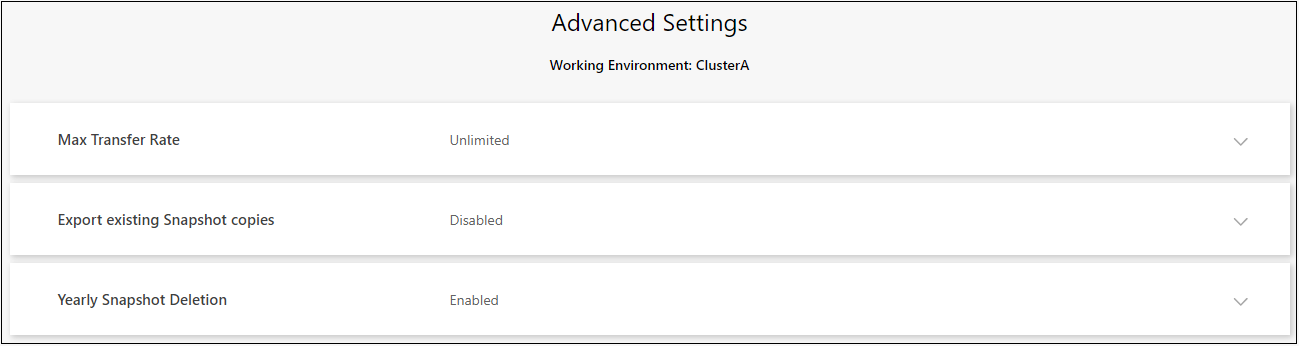 Advanced Settings
Working Environment: ClusterA
Max Transfer Rate Unlimited
Export existing Snapshot copies Disabled
Yearly Snapshot Deletion Enabled